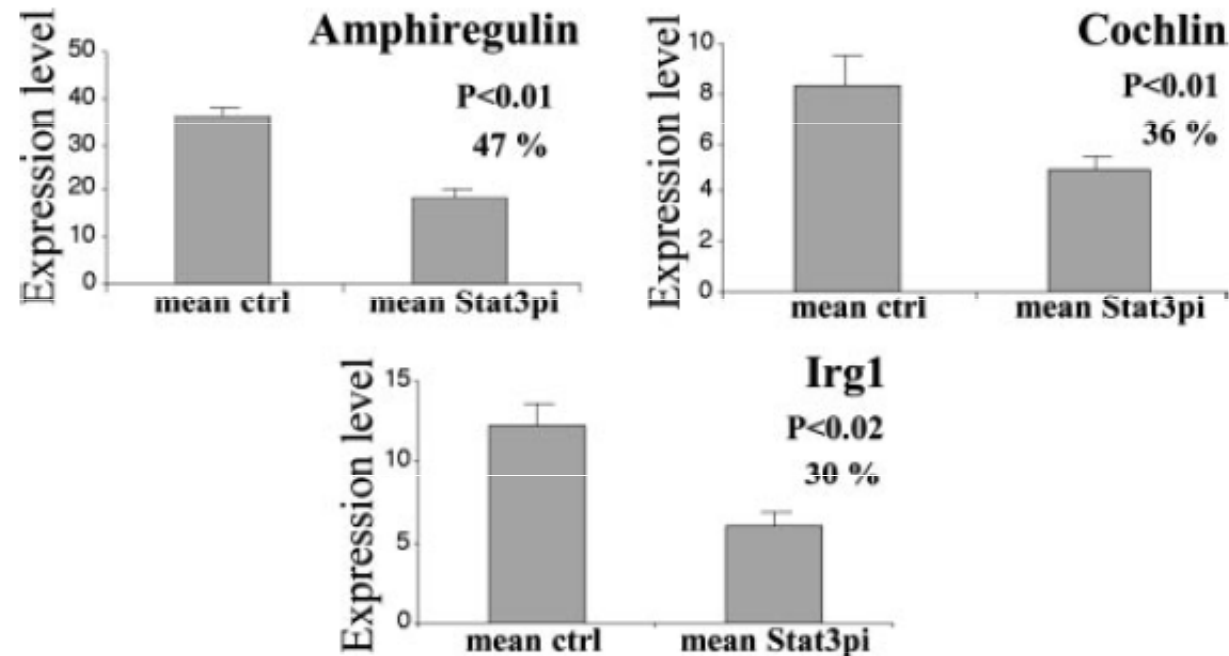 Amphiregulin
Expression level
50
40
30
20
10
0
P<0.01
47 %
mean ctrl
mean Stat3pi
Cochlin
Expression level
10
8
6
4
2
0
P<0.01
36 %
mean ctrl
mean Stat3pi
Irg1
Expression level
15
10
5
0
P<0.02
30 %
mean ctrl
mean Stat3pi